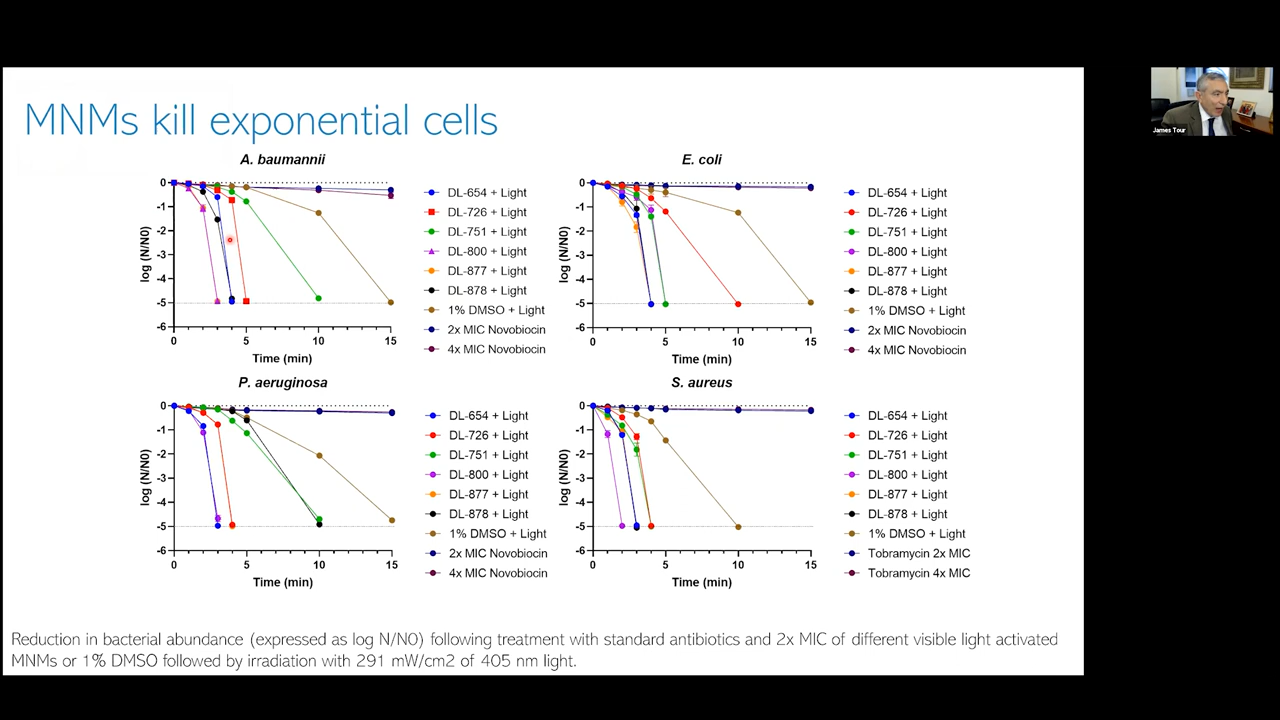 MNMs kill exponential cells
A. baumannii
0
-1
-2
-3
-4
-5
-6
log (N/N0)
0
5
10
15
Time (min)
DL-654 + Light
DL-726 + Light
DL-751 + Light
DL-800 + Light
DL-877 + Light
DL-878 + Light
1% DMSO + Light
2x MIC Novobiocin
4x MIC Novobiocin
E. coli
0
-1
-2
-3
-4
-5
-6
log (N/N0)
0
5
10
15
Time (min)
DL-654 + Light
DL-726 + Light
DL-751 + Light
DL-800 + Light
DL-877 + Light
DL-878 + Light
1% DMSO + Light
2x MIC Novobiocin
4x MIC Novobiocin
P. aeruginosa
0
-1
-2
-3
-4
-5
-6
log (N/N0)
0
5
10
15
Time (min)
DL-654 + Light
DL-726 + Light
DL-751 + Light
DL-800 + Light
DL-877 + Light
DL-878 + Light
1% DMSO + Light
2x MIC Novobiocin
4x MIC Novobiocin
S. aureus
0
-1
-2
-3
-4
-5
-6
log (N/N0)
0
5
10
15
Time (min)
DL-654 + Light
DL-726 + Light
DL-751 + Light
DL-800 + Light
DL-877 + Light
DL-878 + Light
1% DMSO + Light
Tobramycin 2x MIC
Tobramycin 4x MIC
Reduction in bacterial abundance (expressed as log N/N0) following treatment with standard antibiotics and 2x MIC of different visible light activated
MNMs or 1% DMSO followed by irradiation with 291 mW/cm2 of 405 nm light.
James Tour